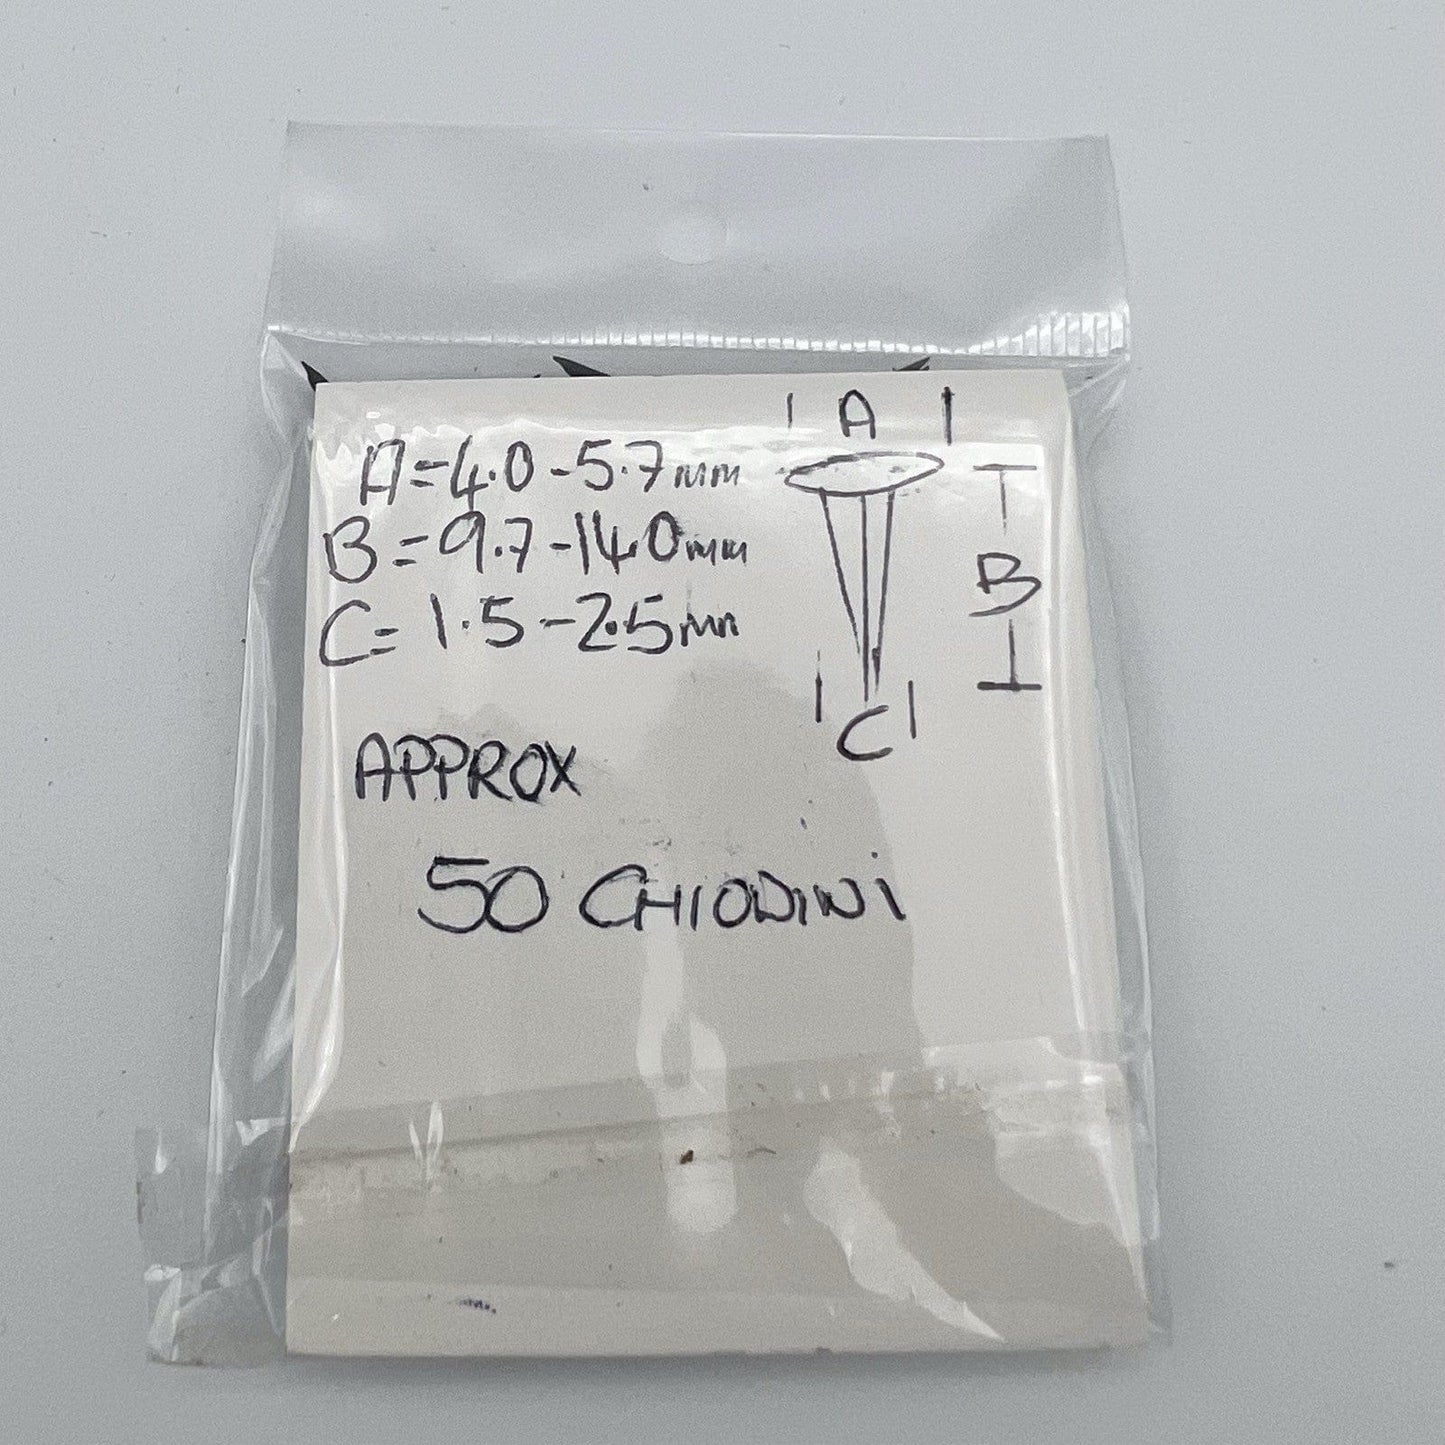 A
A=4.0-5.7mm
B=9.7-14.0mm
B
C=1.5-2.5mm
C
APPROX
50 CHIODINI